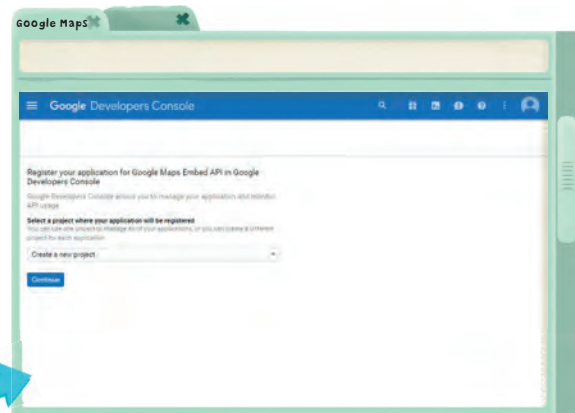 Google Maps
Google Developers Console
Register your application for Google Maps Embed API in Google
Developers Console
Google Developers Console allows you to manage your application and monitor
API usage.
Select a project where your application will be registered
You can use one project to manage all of your applications, or you can create a different
project for each application.
Create a new project
Continue